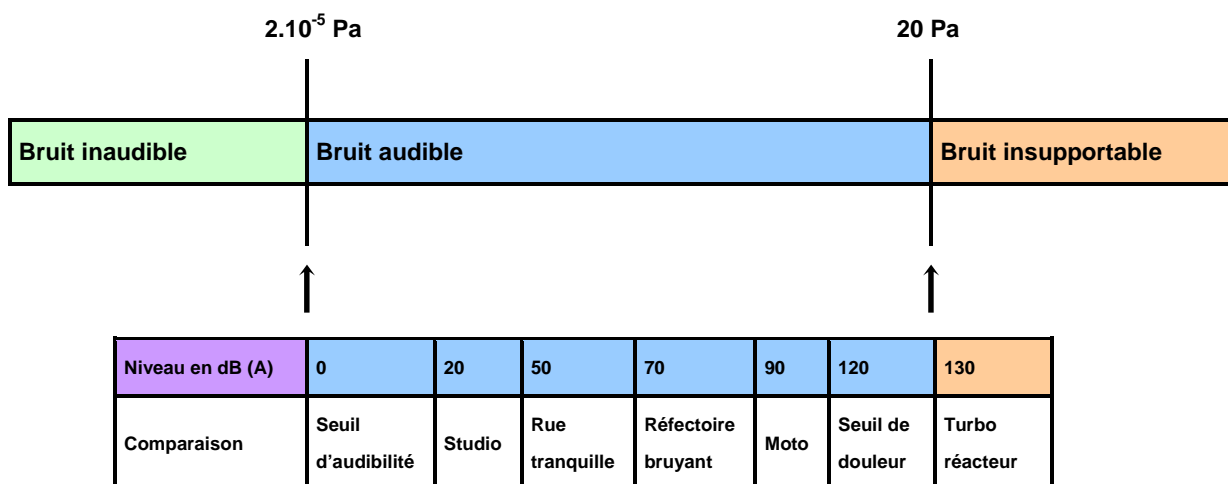 2.10⁻⁵ Pa 20 Pa
Bruit inaudible Bruit audible Bruit insupportable
Niveau en dB (A) 0 20 50 70 90 120 130
Comparaison Seuil d’audibilité Studio Rue tranquille Réfectoire bruyant Moto Seuil de douleur Turbo réacteur